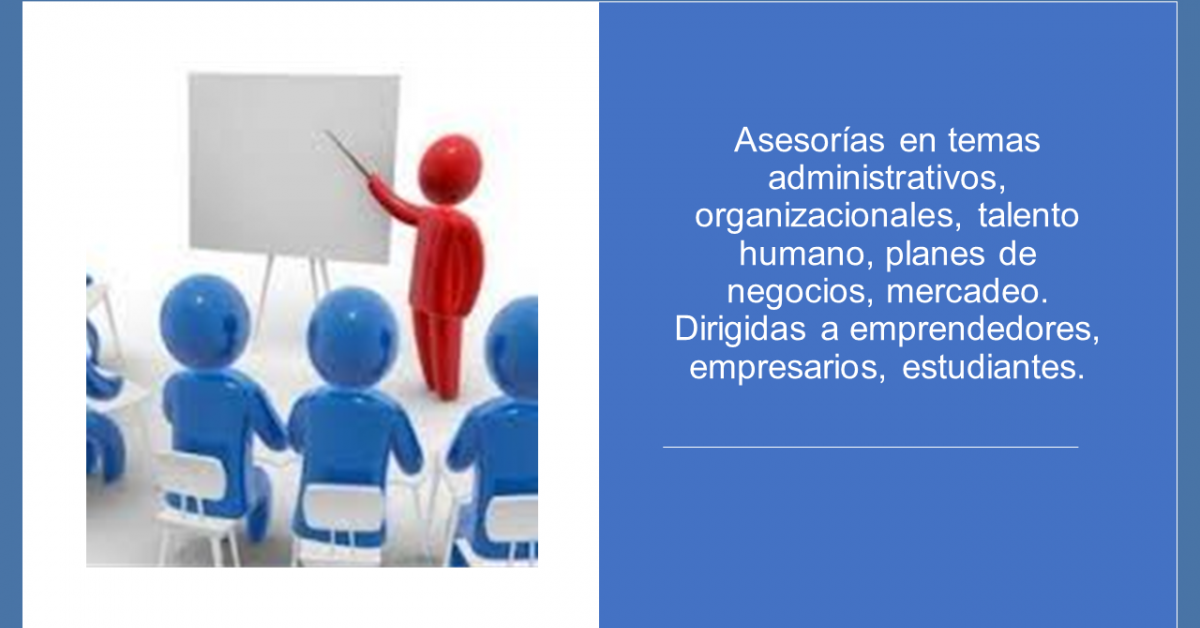 Asesorías en temas
administrativos,
organizacionales, talento
humano, planes de
negocios, mercadeo.
Dirigidas a emprendedores,
empresarios, estudiantes.